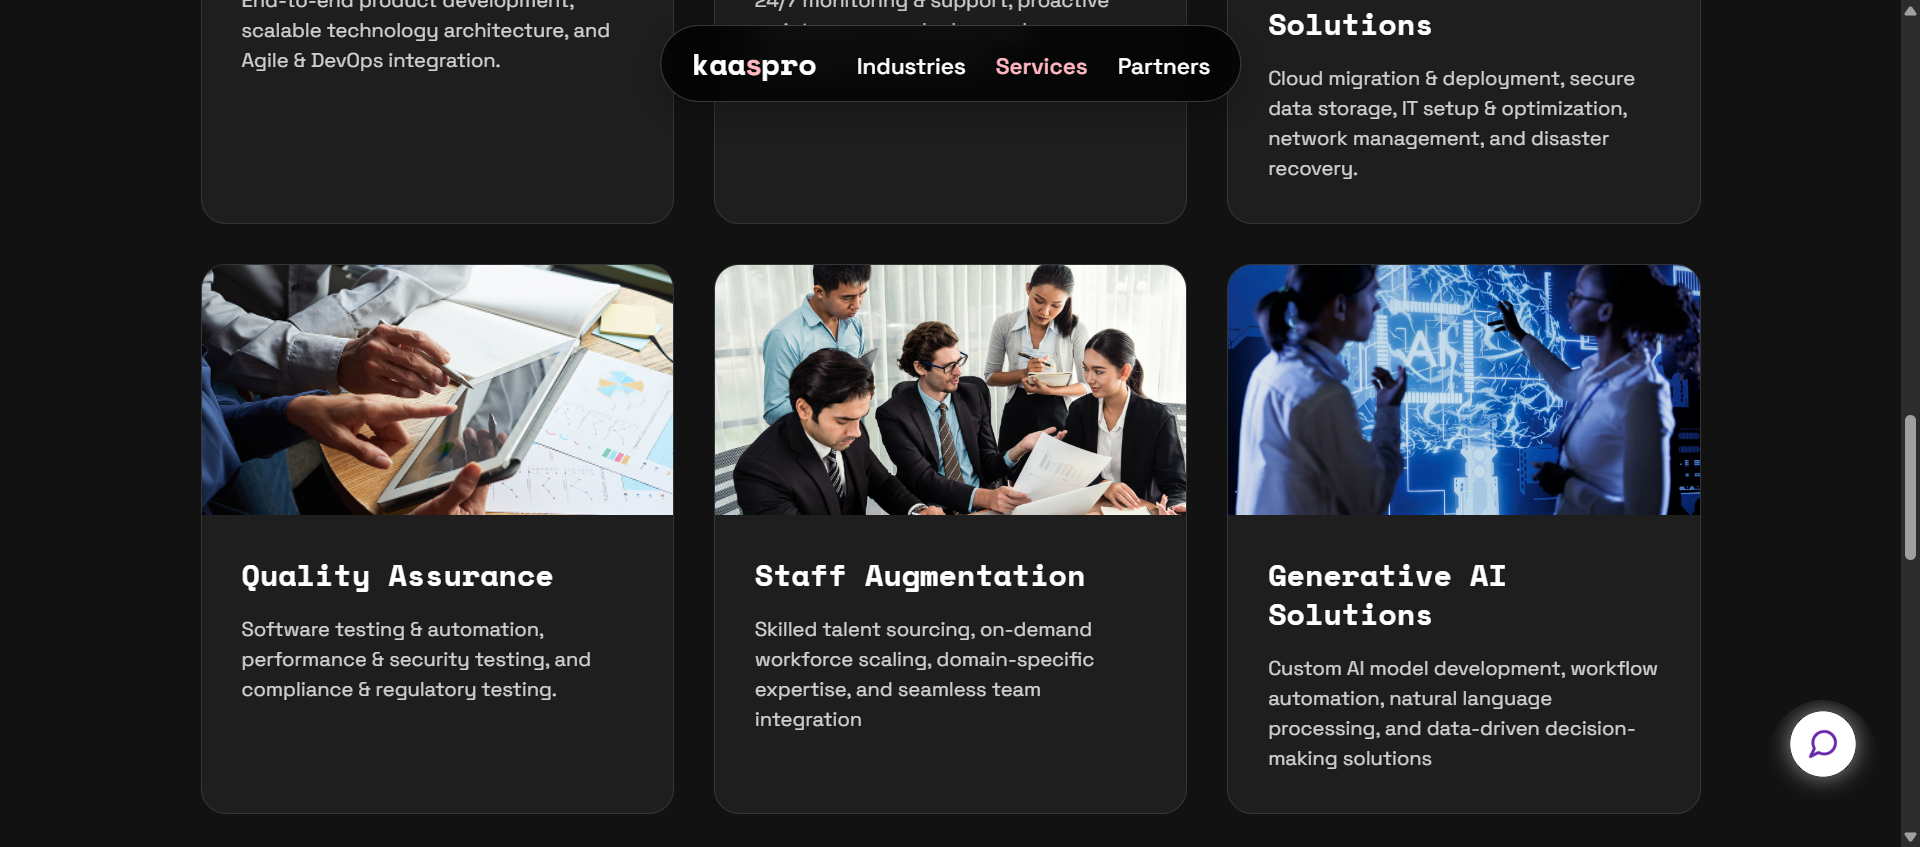 End-to-end product development,
scalable technology architecture, and
Agile & DevOps integration.
24/7 monitoring & support, proactive
Solutions
Cloud migration & deployment, secure
data storage, IT setup & optimization,
network management, and disaster
recovery.
kaaspro Industries Services Partners
AI
Quality Assurance
Software testing & automation,
performance & security testing, and
compliance & regulatory testing.
Staff Augmentation
Skilled talent sourcing, on-demand
workforce scaling, domain-specific
expertise, and seamless team
integration
Generative AI
Solutions
Custom AI model development, workflow
automation, natural language
processing, and data-driven decision-
making solutions